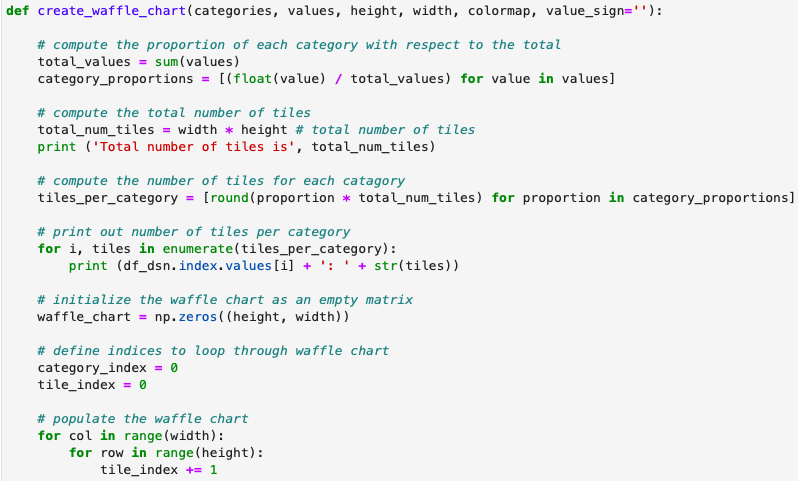 def create_waffle_chart(categories, values, height, width, colormap, value_sign=''):
# compute the proportion of each category with respect to the total
total_values = sum(values)
category_proportions = [(float(value) / total_values) for value in values]
# compute the total number of tiles
total_num_tiles = width * height # total number of tiles
print ('Total number of tiles is', total_num_tiles)
# compute the number of tiles for each catagory
tiles_per_category = [round(proportion * total_num_tiles) for proportion in category_proportions]
# print out number of tiles per category
for i, tiles in enumerate(tiles_per_category):
print (df_dsn.index.values[i] + ': ' + str(tiles))
# initialize the waffle chart as an empty matrix
waffle_chart = np.zeros((height, width))
# define indices to loop through waffle chart
category_index = 0
tile_index = 0
# populate the waffle chart
for col in range(width):
for row in range(height):
tile_index += 1